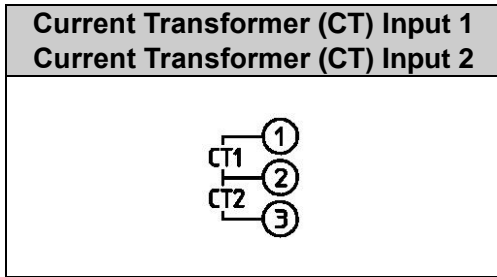 Current Transformer (CT) Input 1
Current Transformer (CT) Input 2
1
CT1
2
CT2
3